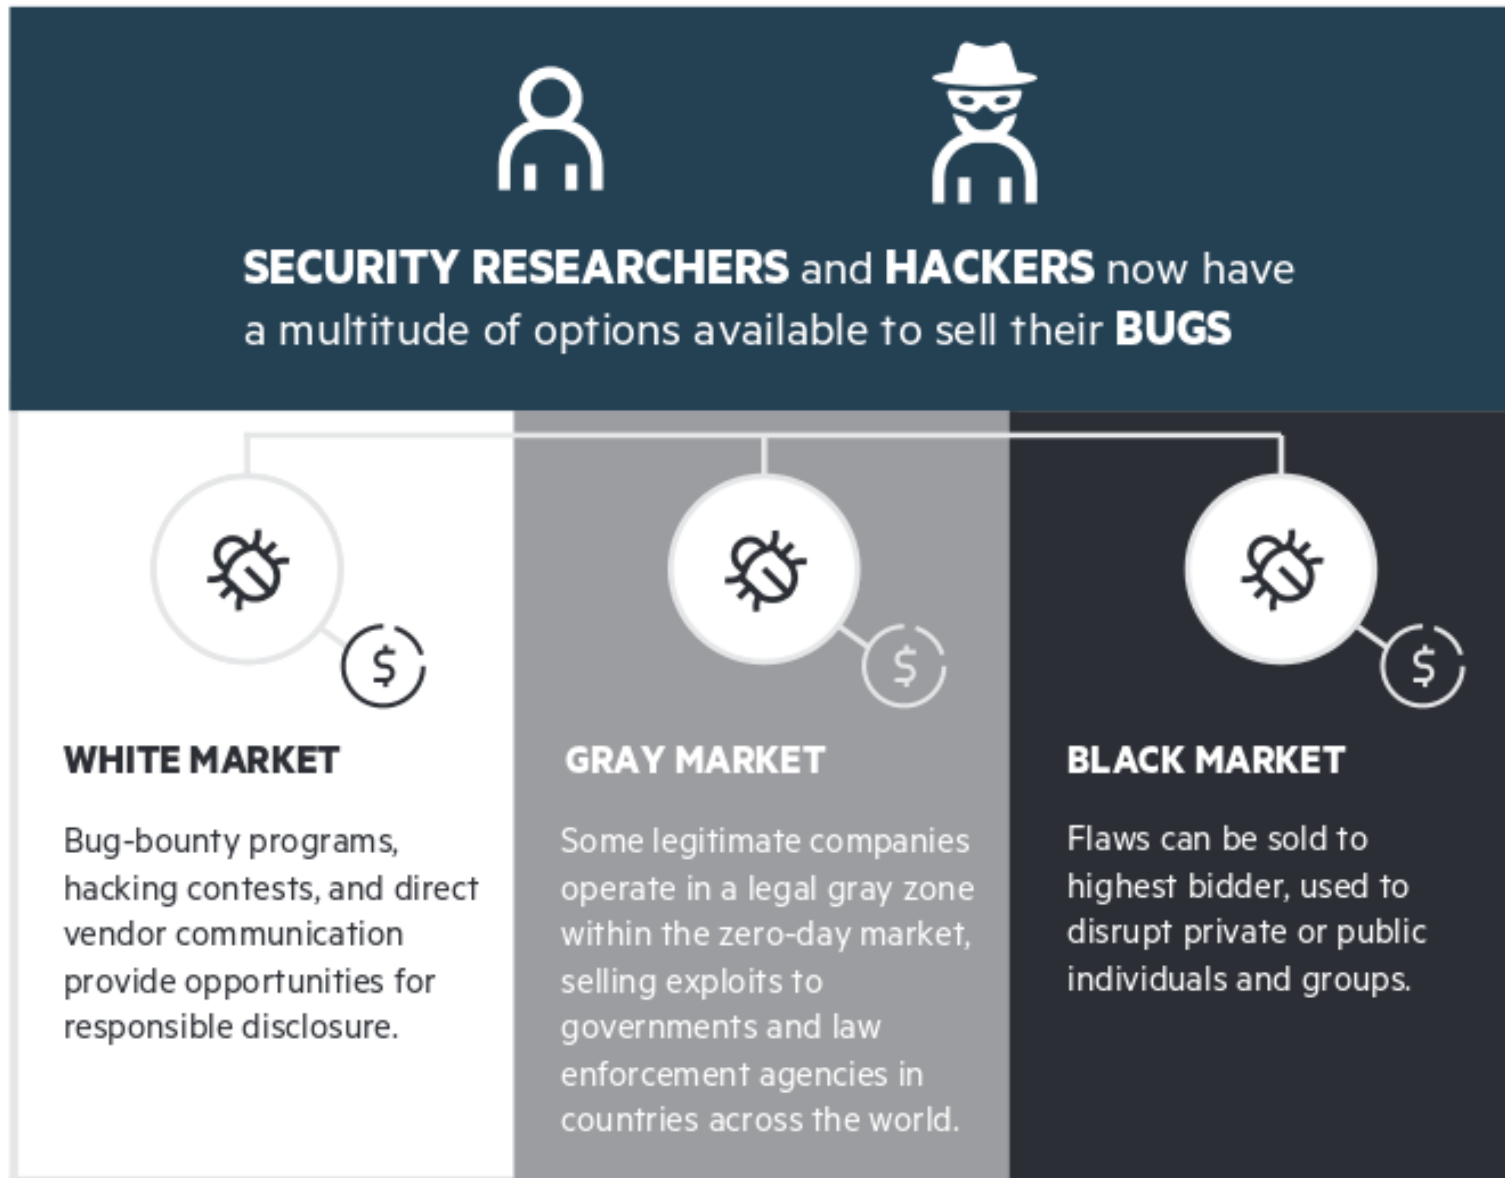 SECURITY RESEARCHERS and HACKERS now have
a multitude of options available to sell their BUGS
$
$
$
WHITE MARKET
Bug-bounty programs,
hacking contests, and direct
vendor communication
provide opportunities for
responsible disclosure.
GRAY MARKET
Some legitimate companies
operate in a legal gray zone
within the zero-day market,
selling exploits to
governments and law
enforcement agencies in
countries across the world.
BLACK MARKET
Flaws can be sold to
highest bidder, used to
disrupt private or public
individuals and groups.